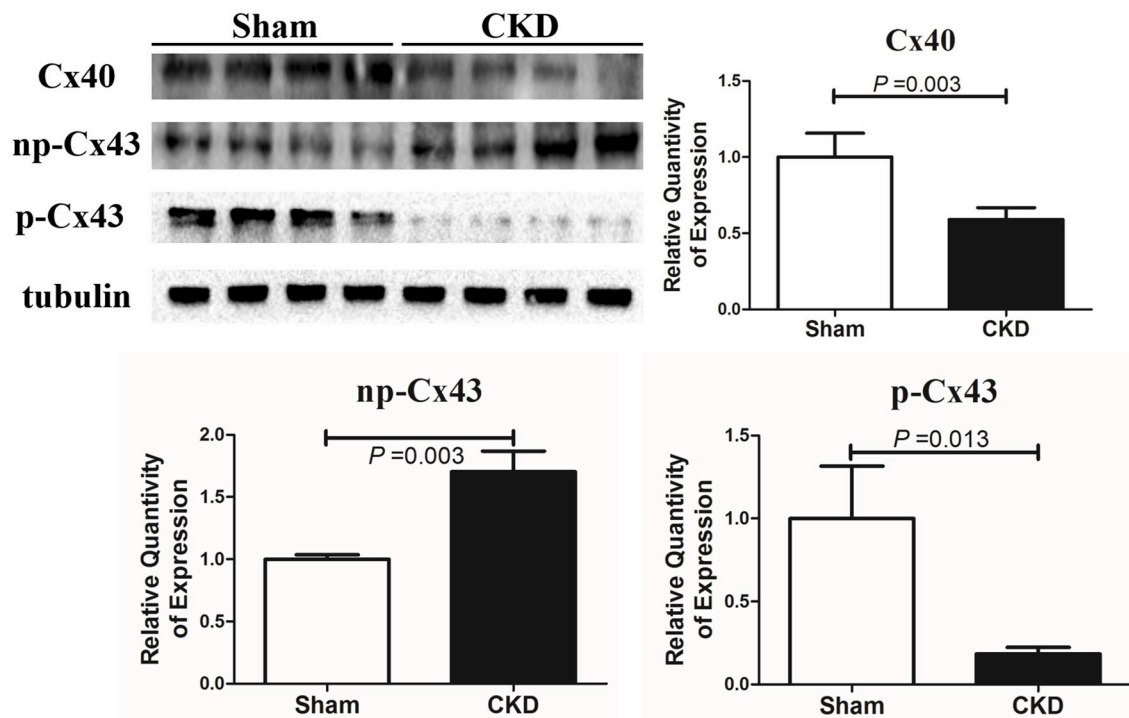 Sham CKD
Cx40
np-Cx43
p-Cx43
tubulin
Cx40
P =0.003
Relative Quantivity
of Expression
1.5
1.0
0.5
0.0
Sham CKD
np-Cx43
P =0.003
Relative Quantivity
of Expression
2.0
1.5
1.0
0.5
0.0
Sham CKD
p-Cx43
P =0.013
Relative Quantivity
of Expression
1.5
1.0
0.5
0.0
Sham CKD